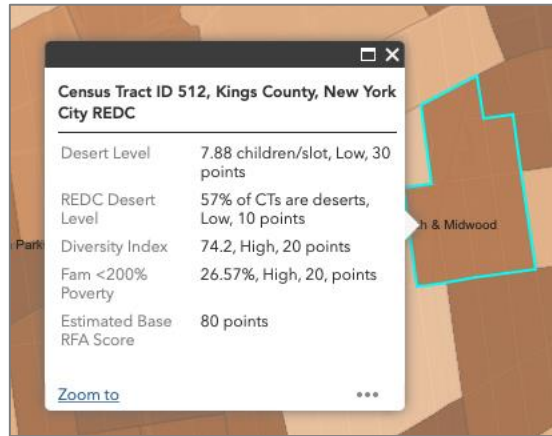 Census Tract ID 512, Kings County, New York
City REDC
Desert Level 7.88 children/slot, Low, 30
points
REDC Desert 57% of CTs are deserts,
Level Low, 10 points
Diversity Index 74.2, High, 20 points
Fam <200% 26.57%, High, 20, points
Poverty
Estimated Base 80 points
RFA Score
Zoom to
Park
h & Midwood